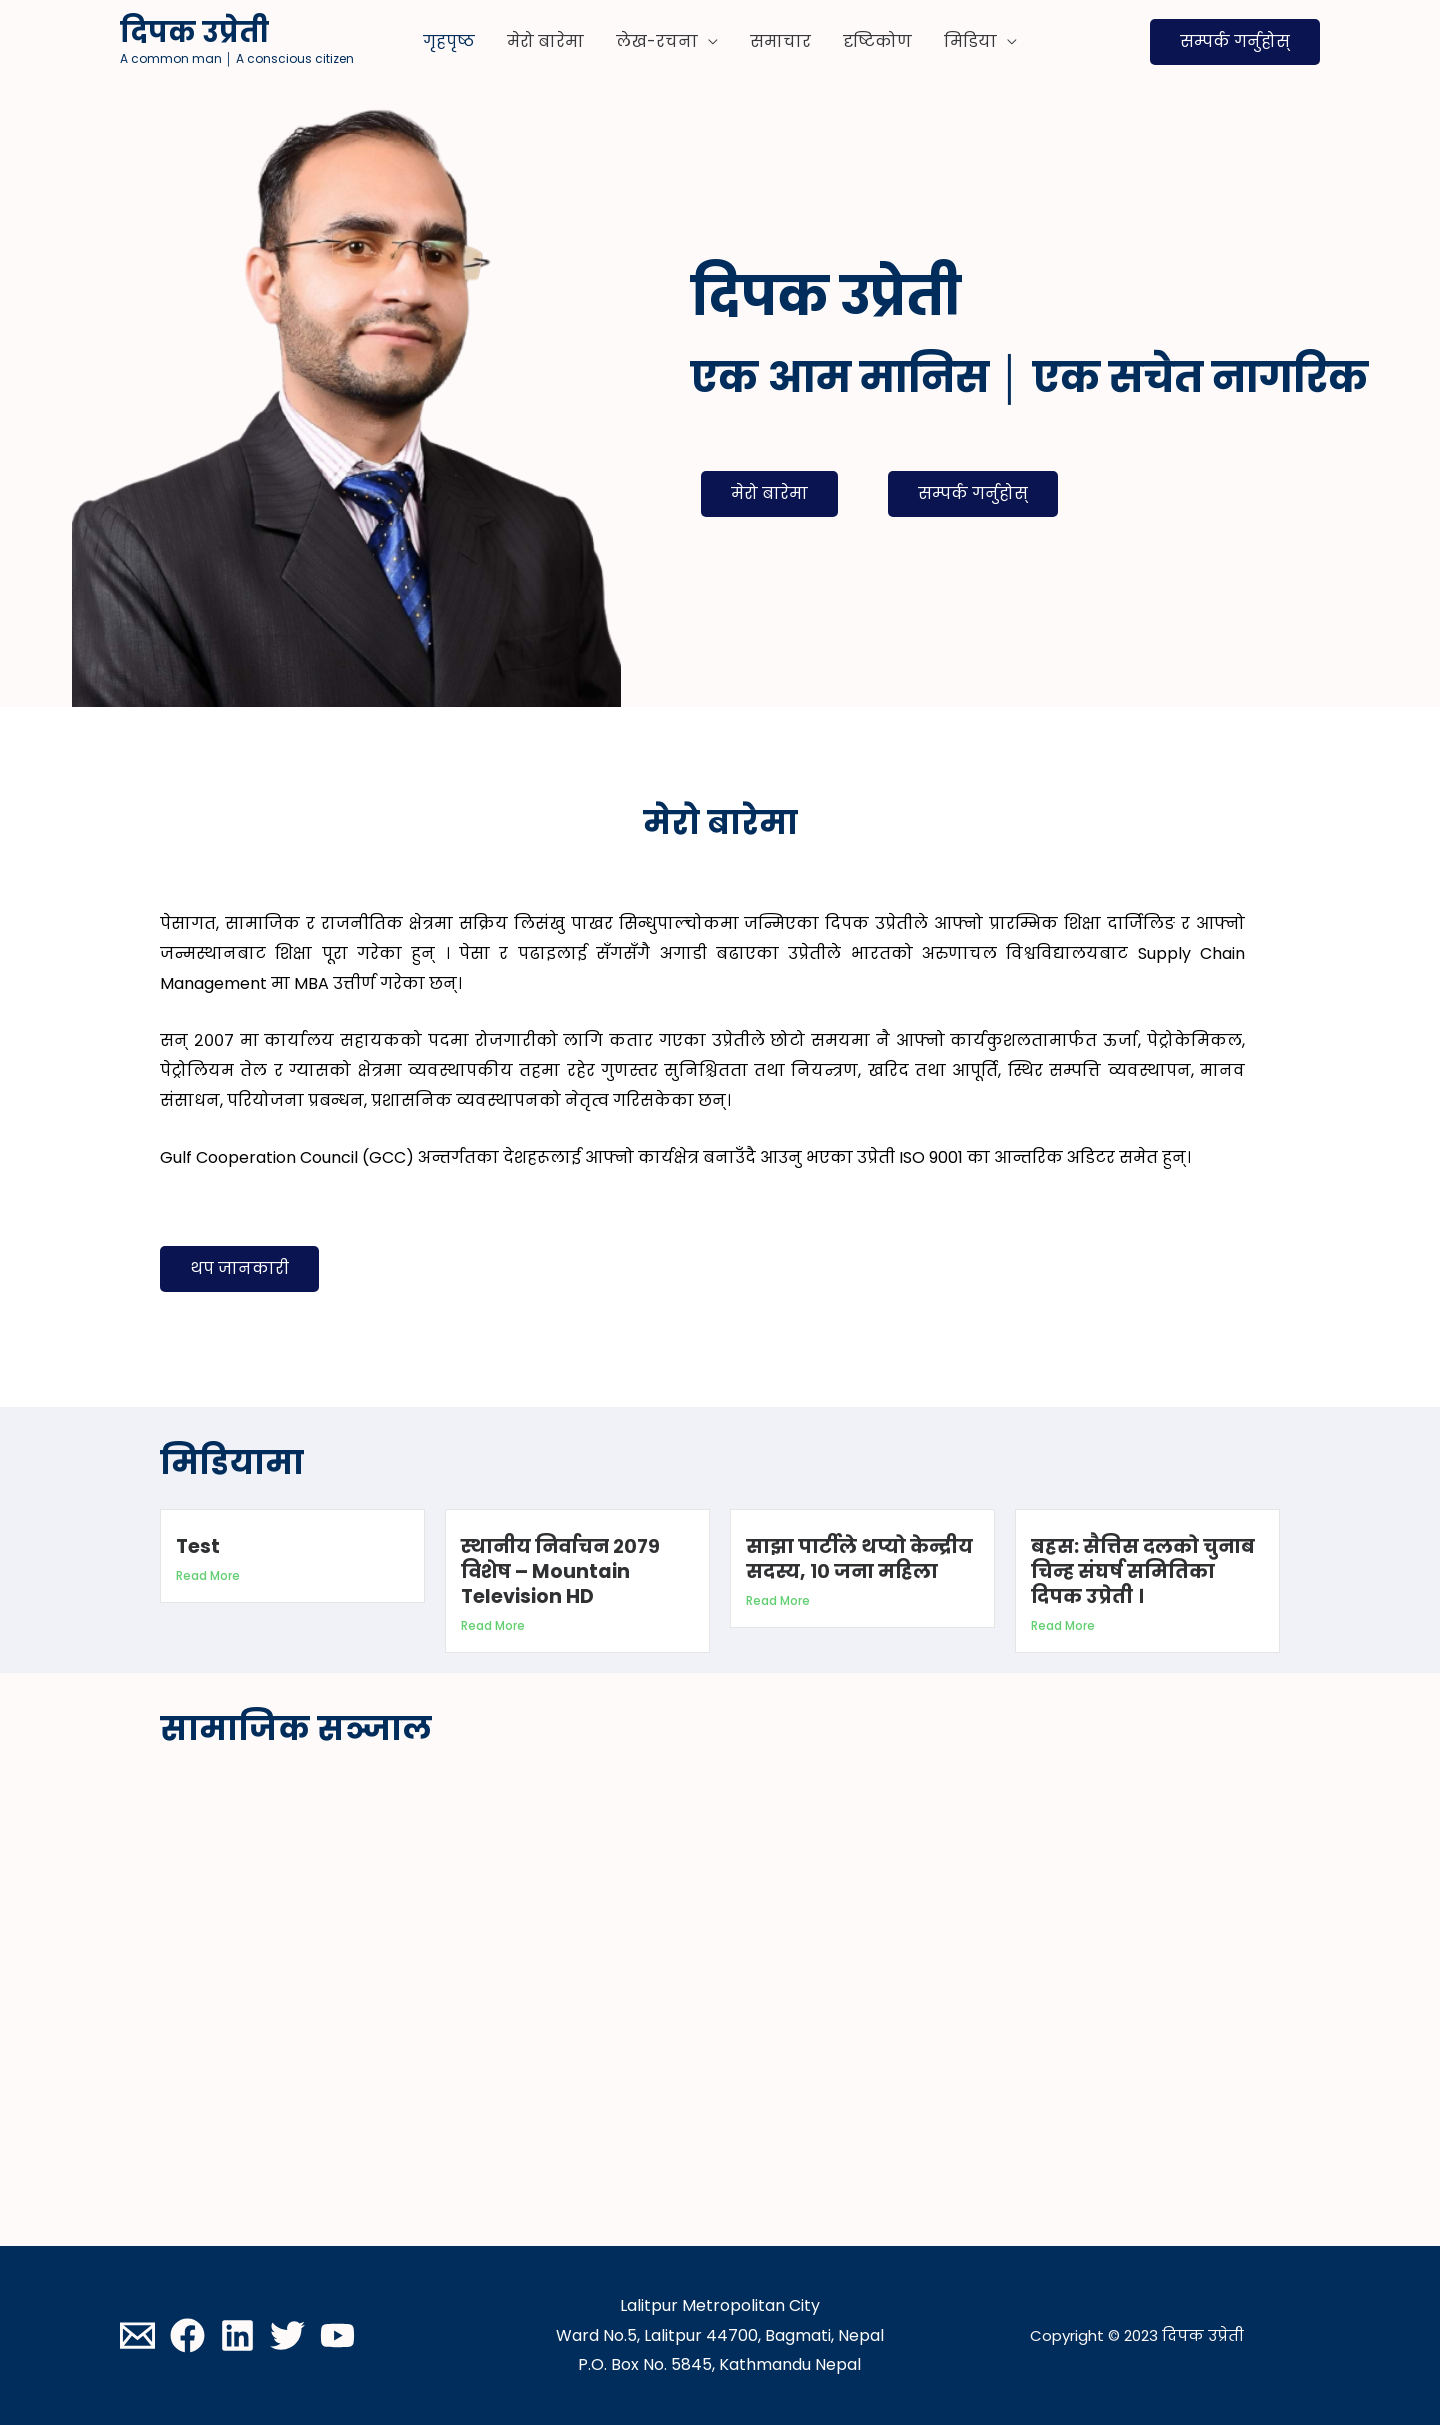 दिपक उप्रेती
A common man │ A conscious citizen
गृहपृष्ठ
मेरो बारेमा
लेख-रचना
समाचार
दृष्टिकोण
मिडिया
सम्पर्क गर्नुहोस्
दिपक उप्रेती
एक आम मानिस │ एक सचेत नागरिक
मेरो बारेमा
सम्पर्क गर्नुहोस्
मेरो बारेमा
पेसागत, सामाजिक र राजनीतिक क्षेत्रमा सक्रिय लिसंखु पाखर सिन्धुपाल्चोकमा जन्मिएका दिपक उप्रेतीले आफ्नो प्रारम्भिक शिक्षा दार्जिलिङ र आफ्नो
जन्मस्थानबाट शिक्षा पूरा गरेका हुन् । पेसा र पढाइलाई सँगसँगै अगाडी बढाएका उप्रेतीले भारतको अरुणाचल विश्वविद्यालयबाट Supply Chain
Management मा MBA उत्तीर्ण गरेका छन्।
सन् २००७ मा कार्यालय सहायकको पदमा रोजगारीको लागि कतार गएका उप्रेतीले छोटो समयमा नै आफ्नो कार्यकुशलतामार्फत ऊर्जा, पेट्रोकेमिकल,
पेट्रोलियम तेल र ग्यासको क्षेत्रमा व्यवस्थापकीय तहमा रहेर गुणस्तर सुनिश्चितता तथा नियन्त्रण, खरिद तथा आपूर्ति, स्थिर सम्पत्ति व्यवस्थापन, मानव
संसाधन, परियोजना प्रबन्धन, प्रशासनिक व्यवस्थापनको नेतृत्व गरिसकेका छन्।
Gulf Cooperation Council (GCC) अन्तर्गतका देशहरूलाई आफ्नो कार्यक्षेत्र बनाउँदै आउनु भएका उप्रेती ISO 9001 का आन्तरिक अडिटर समेत हुन्।
थप जानकारी
मिडियामा
Test
Read More
स्थानीय निर्वाचन २०७९
विशेष – Mountain
Television HD
Read More
साझा पार्टीले थप्यो केन्द्रीय
सदस्य, १० जना महिला
Read More
बहस: सैत्तिस दलको चुनाब
चिन्ह संघर्ष समितिका
दिपक उप्रेती ।
Read More
सामाजिक सञ्जाल
Lalitpur Metropolitan City
Ward No.5, Lalitpur 44700, Bagmati, Nepal
P.O. Box No. 5845, Kathmandu Nepal
Copyright © 2023 दिपक उप्रेती